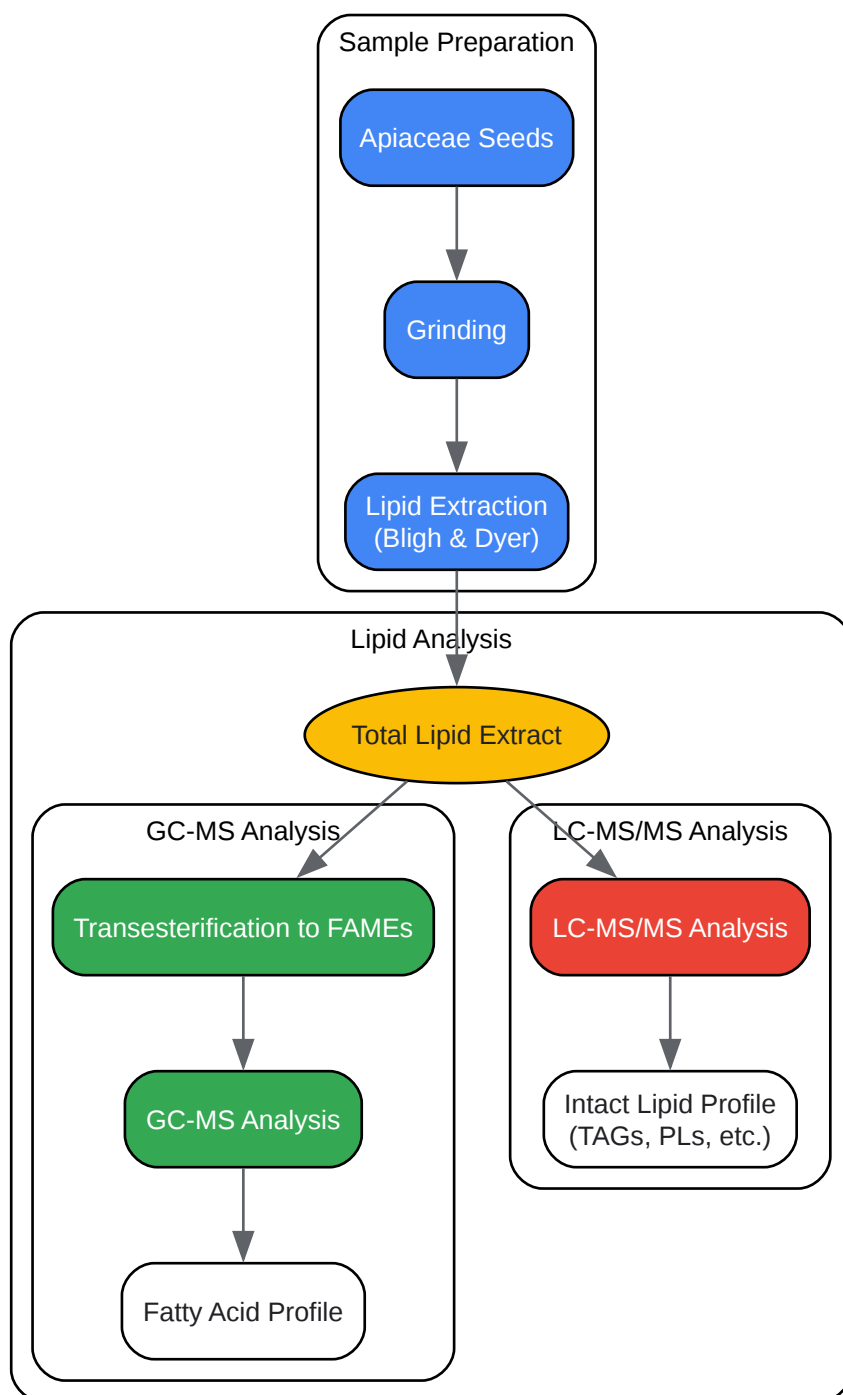 Sample Preparation
Apiaceae Seeds
Grinding
Lipid Extraction
(Bligh & Dyer)
Lipid Analysis
Total Lipid Extract
GC-MS Analysis
Transesterification to FAMEs
GC-MS Analysis
Fatty Acid Profile
LC-MS/MS Analysis
LC-MS/MS Analysis
Intact Lipid Profile
(TAGs, PLs, etc.)